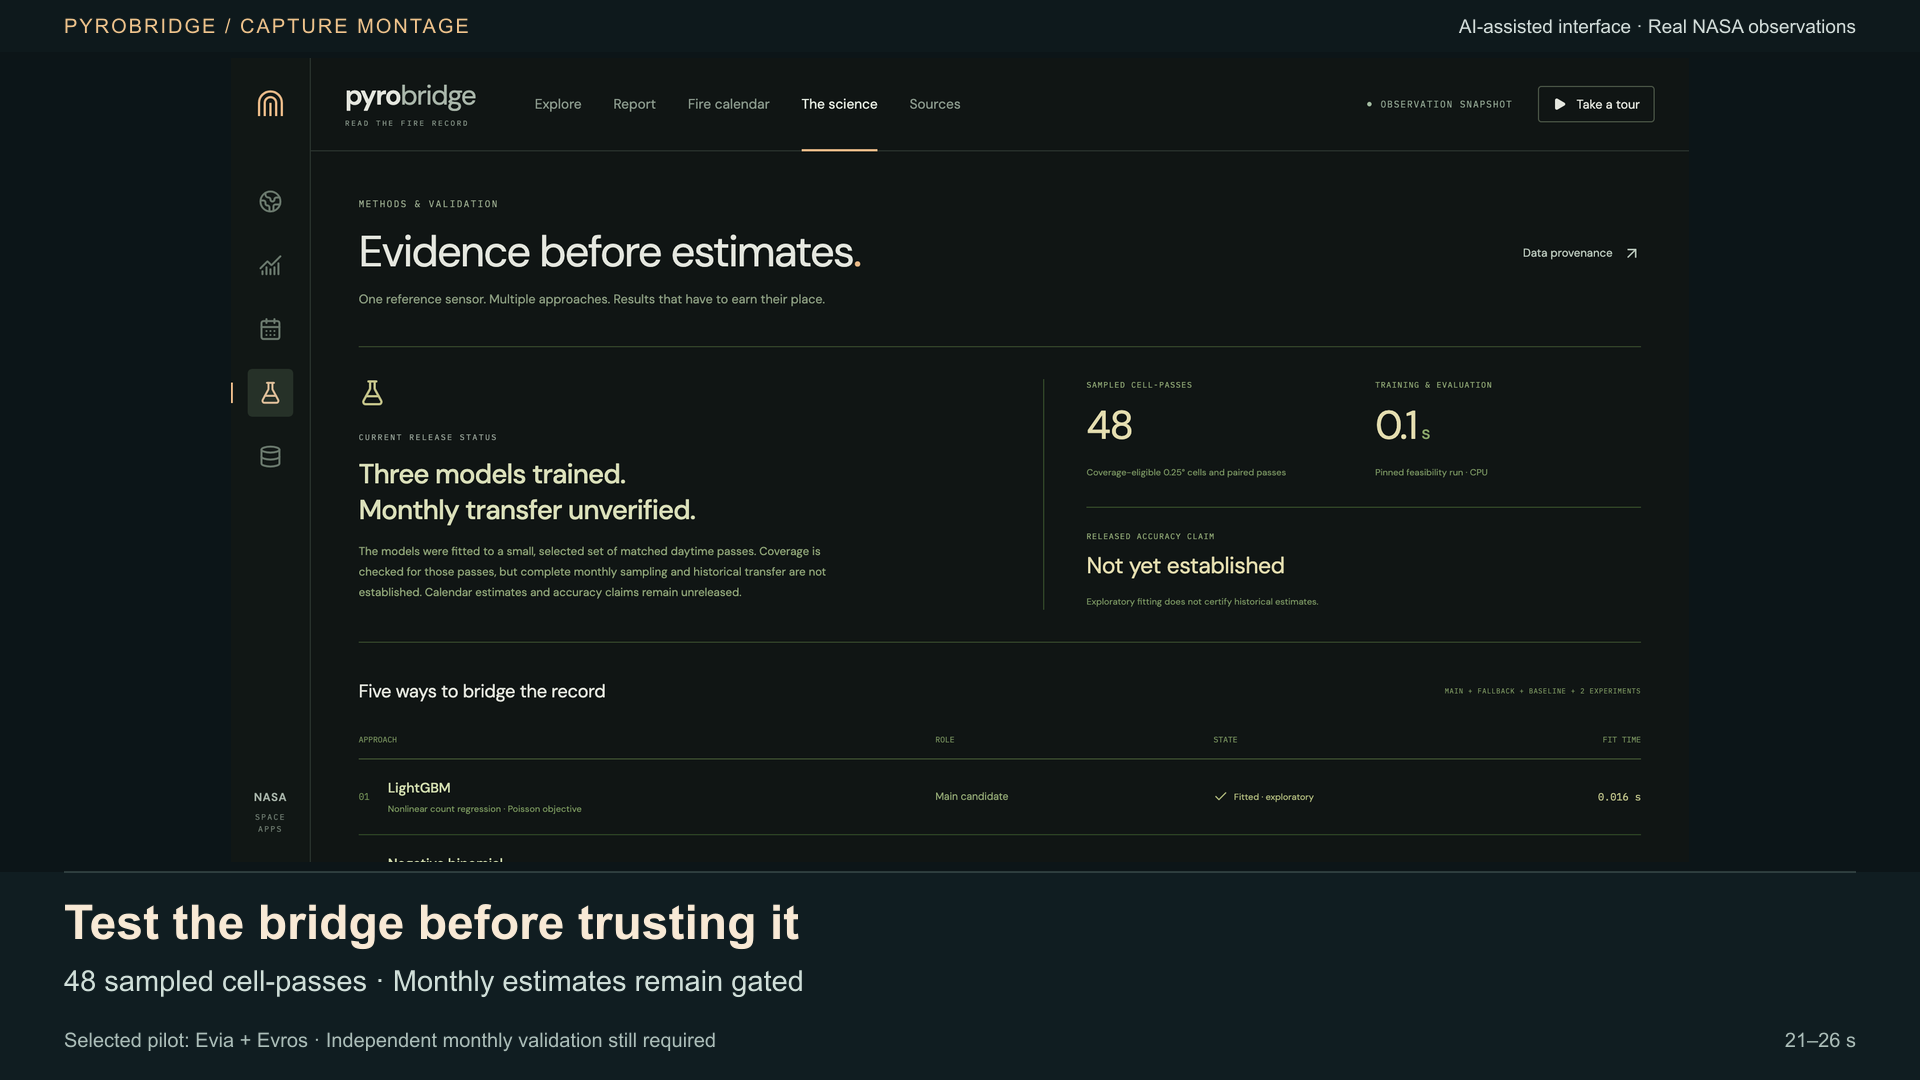 PYROBRIDGE / CAPTURE MONTAGE
AI-assisted interface · Real NASA observations
pyrobridge
READ THE FIRE RECORD
Explore
Report
Fire calendar
The science
Sources
OBSERVATION SNAPSHOT
Take a tour
METHODS & VALIDATION
Evidence before estimates.
Data provenance
One reference sensor. Multiple approaches. Results that have to earn their place.
CURRENT RELEASE STATUS
Three models trained.
Monthly transfer unverified.
The models were fitted to a small, selected set of matched daytime passes. Coverage is
checked for those passes, but complete monthly sampling and historical transfer are not
established. Calendar estimates and accuracy claims remain unreleased.
SAMPLED CELL-PASSES
48
Coverage-eligible 0.25° cells and paired passes
TRAINING & EVALUATION
0.1 s
Pinned feasibility run · CPU
RELEASED ACCURACY CLAIM
Not yet established
Exploratory fitting does not certify historical estimates.
Five ways to bridge the record
MAIN + FALLBACK + BASELINE + 2 EXPERIMENTS
APPROACH
ROLE
STATE
FIT TIME
01
LightGBM
Nonlinear count regression · Poisson objective
Main candidate
Fitted · exploratory
0.016 s
Negative binomial
NASA
SPACE
APPS
Test the bridge before trusting it
48 sampled cell-passes · Monthly estimates remain gated
Selected pilot: Evia + Evros · Independent monthly validation still required
21–26 s